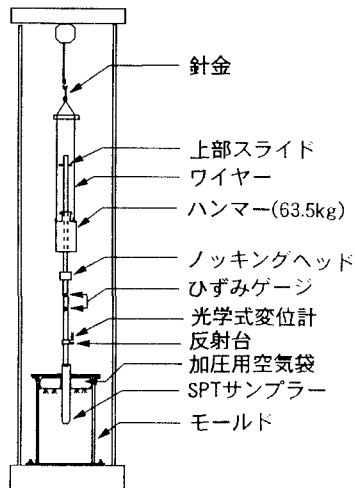 針金
上部スライド
ワイヤー
ハンマー(63.5kg)
ノッキングヘッド
ひずみゲージ
光学式変位計
反射台
加圧用空気袋
SPTサンプラー
モールド